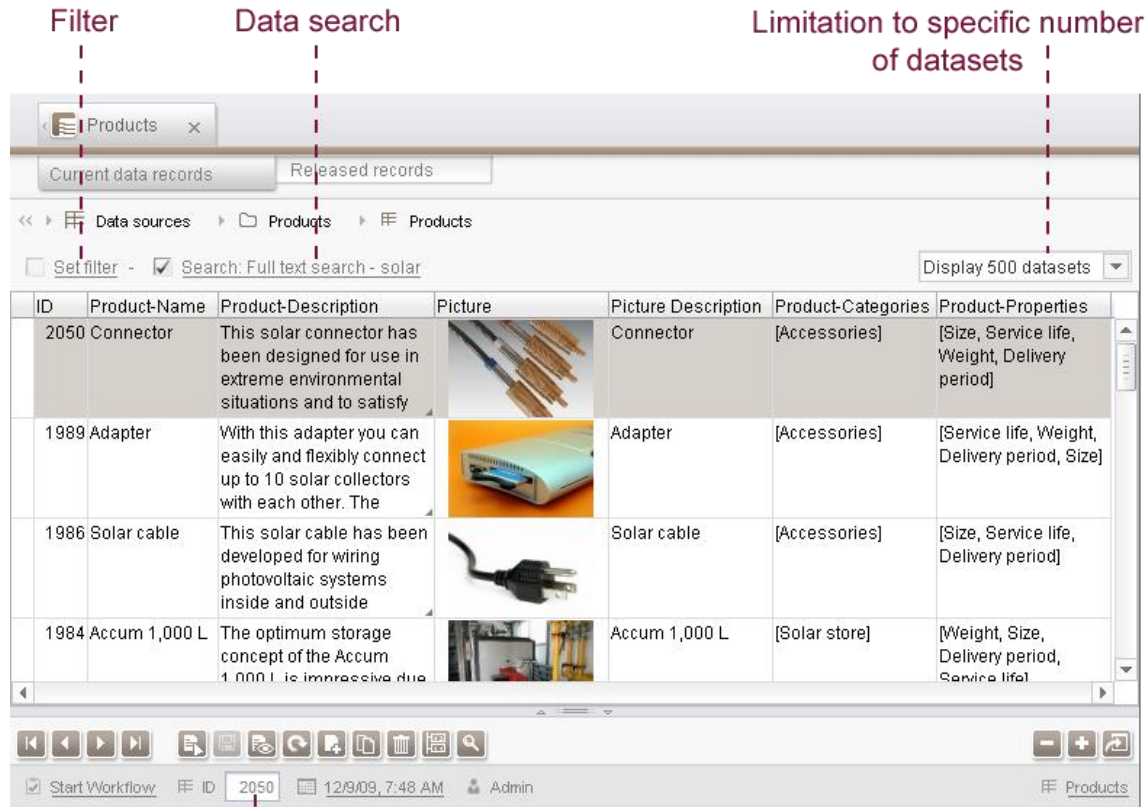 Filter
Data search
Limitation to specific number
of datasets
Products
Current data records
Released records
Data sources
Products
Products
Set filter -
Search: Full text search - solar
Display 500 datasets
ID Product-Name Product-Description Picture Picture Description Product-Categories Product-Properties
2050 Connector
This solar connector has
been designed for use in
extreme environmental
situations and to satisfy
Connector
[Accessories]
[Size, Service life,
Weight, Delivery
period]
1989 Adapter
With this adapter you can
easily and flexibly connect
up to 10 solar collectors
with each other. The
Adapter
[Accessories]
[Service life, Weight,
Delivery period, Size]
1986 Solar cable
This solar cable has been
developed for wiring
photovoltaic systems
inside and outside
Solar cable
[Accessories]
[Size, Service life,
Delivery period]
1984 Accum 1,000 L
The optimum storage
concept of the Accum
1,000 L is impressive due
Accum 1,000 L
[Solar store]
[Weight, Size,
Delivery period,
Service life]
Start Workflow ID 2050 12/9/09, 7:48 AM Admin Products